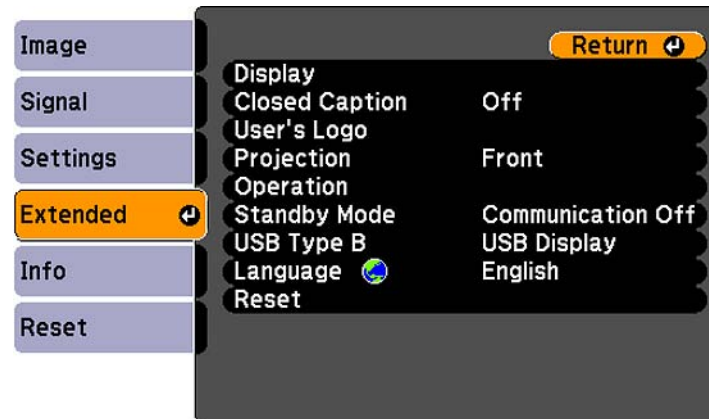 Image
Signal
Settings
Extended
Info
Reset
Return
Display
Closed Caption Off
User's Logo
Projection Front
Operation
Standby Mode Communication Off
USB Type B USB Display
Language English
Reset